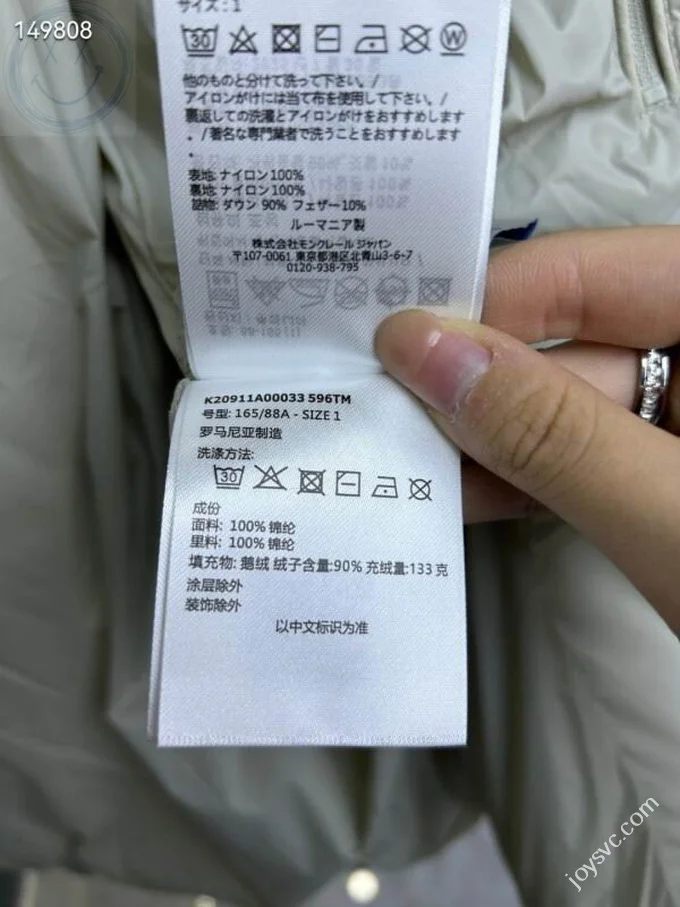 149808
サイズ: 1
30
W
他のものと分けて洗って下さい。/
アイロンがけには当て布を使用して下さい。/
裏返しての洗濯とアイロンがけをおすすめします
。/著名な専門業者で洗うことをおすすめします
。
表地: ナイロン100%
裏地: ナイロン100%
詰物: ダウン 90% フェザー10%
ルーマニア製
株式会社モンクレール ジャパン
〒107-0061 東京都港区北青山3-6-7
0120-938-795
K20911A00033 596TM
号型: 165/88A - SIZE 1
罗马尼亚制造
洗涤方法:
30
成份
面料: 100% 锦纶
里料: 100% 锦纶
填充物: 鹅绒 绒子含量:90% 充绒量:133 克
涂层除外
装饰除外
以中文标识为准
joysvc.com